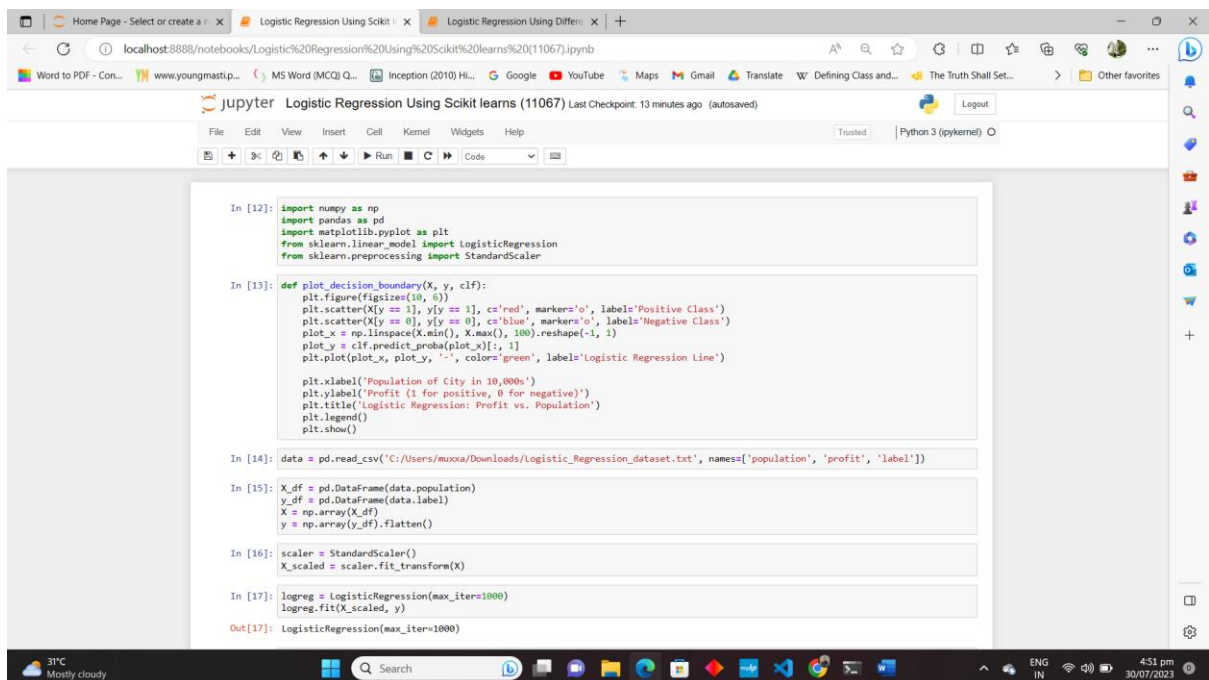 Home Page - Select or create a n
Logistic Regression Using Scikit l
Logistic Regression Using Differe
localhost:8888/notebooks/Logistic%20Regression%20Using%20Scikit%20learns%20(11067).ipynb
Word to PDF - Con...
www.youngmasti.p...
MS Word (MCQ) Q...
Inception (2010) Hi...
Google
YouTube
Maps
Gmail
Translate
Defining Class and...
The Truth Shall Set...
Other favorites
jupyter Logistic Regression Using Scikit learns (11067) Last Checkpoint: 13 minutes ago (autosaved)
Logout
File Edit View Insert Cell Kernel Widgets Help
Trusted
Python 3 (ipykernel)
Run
Code
In [12]: import numpy as np
import pandas as pd
import matplotlib.pyplot as plt
from sklearn.linear_model import LogisticRegression
from sklearn.preprocessing import StandardScaler
In [13]: def plot_decision_boundary(X, y, clf):
    plt.figure(figsize=(10, 6))
    plt.scatter(X[y == 1], y[y == 1], c='red', marker='o', label='Positive Class')
    plt.scatter(X[y == 0], y[y == 0], c='blue', marker='o', label='Negative Class')
    plot_x = np.linspace(X.min(), X.max(), 100).reshape(-1, 1)
    plot_y = clf.predict_proba(plot_x)[:, 1]
    plt.plot(plot_x, plot_y, '-', color='green', label='Logistic Regression Line')
    plt.xlabel('Population of City in 10,000s')
    plt.ylabel('Profit (1 for positive, 0 for negative)')
    plt.title('Logistic Regression: Profit vs. Population')
    plt.legend()
    plt.show()
In [14]: data = pd.read_csv('C:/Users/muxxa/Downloads/Logistic_Regression_dataset.txt', names=['population', 'profit', 'label'])
In [15]: X_df = pd.DataFrame(data.population)
y_df = pd.DataFrame(data.label)
X = np.array(X_df)
y = np.array(y_df).flatten()
In [16]: scaler = StandardScaler()
X_scaled = scaler.fit_transform(X)
In [17]: logreg = LogisticRegression(max_iter=1000)
logreg.fit(X_scaled, y)
Out[17]: LogisticRegression(max_iter=1000)
31°C
Mostly cloudy
Search
ENG
IN
4:51 pm
30/07/2023